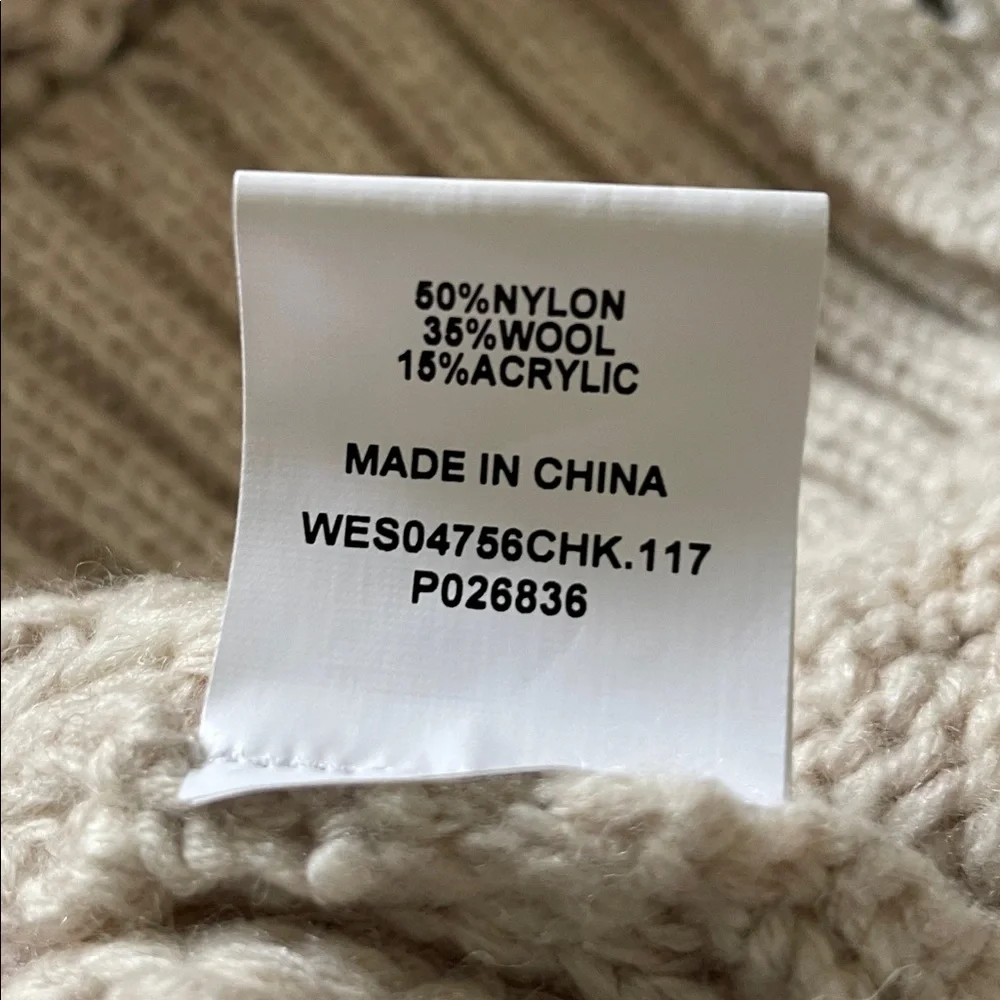 50%NYLON
35%WOOL
15%ACRYLIC
MADE IN CHINA
WES04756CHK.117
P026836